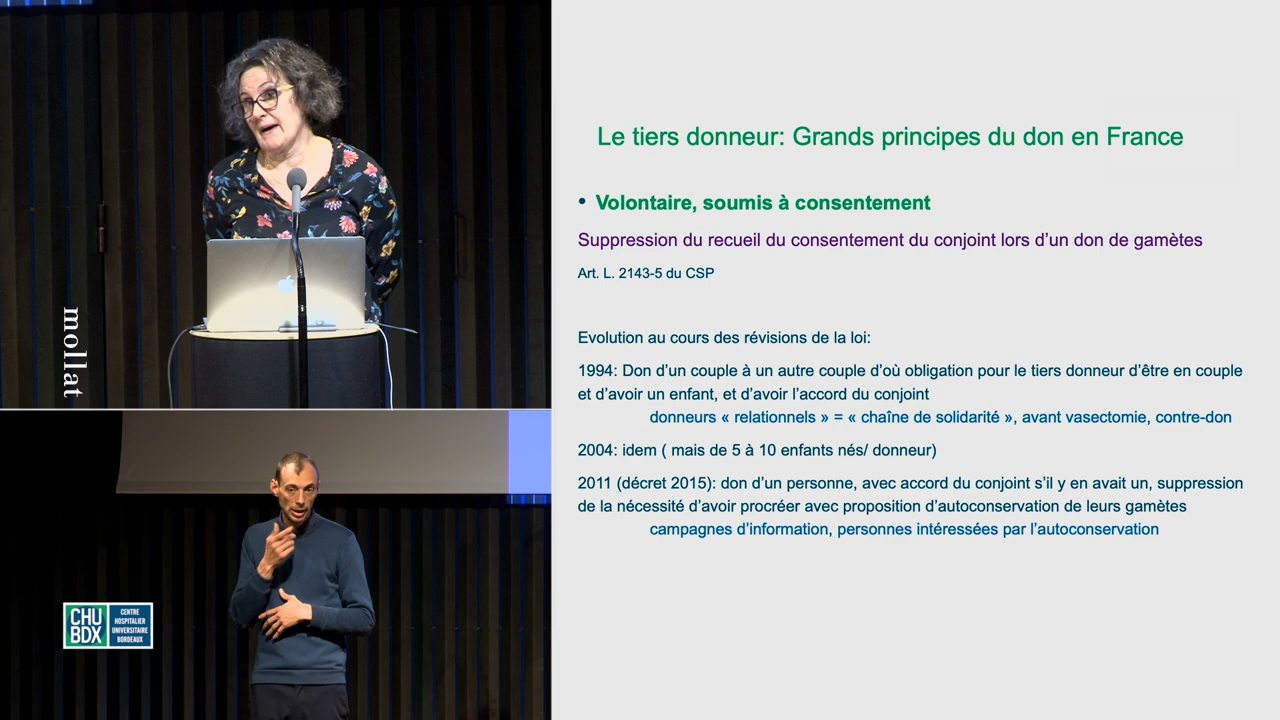 mollat
CHU
BDX
CENTRE
HOSPITALIER
UNIVERSITAIRE
BORDEAUX
Le tiers donneur: Grands principes du don en France
• Volontaire, soumis à consentement
Suppression du recueil du consentement du conjoint lors d'un don de gamètes
Art. L. 2143-5 du CSP
Evolution au cours des révisions de la loi:
1994: Don d'un couple à un autre couple d'où obligation pour le tiers donneur d'être en couple
et d'avoir un enfant, et d'avoir l'accord du conjoint
donneurs « relationnels » = « chaîne de solidarité », avant vasectomie, contre-don
2004: idem ( mais de 5 à 10 enfants nés/ donneur)
2011 (décret 2015): don d'un personne, avec accord du conjoint s'il y en avait un, suppression
de la nécessité d'avoir procréer avec proposition d'autoconservation de leurs gamètes
campagnes d'information, personnes intéressées par l'autoconservation